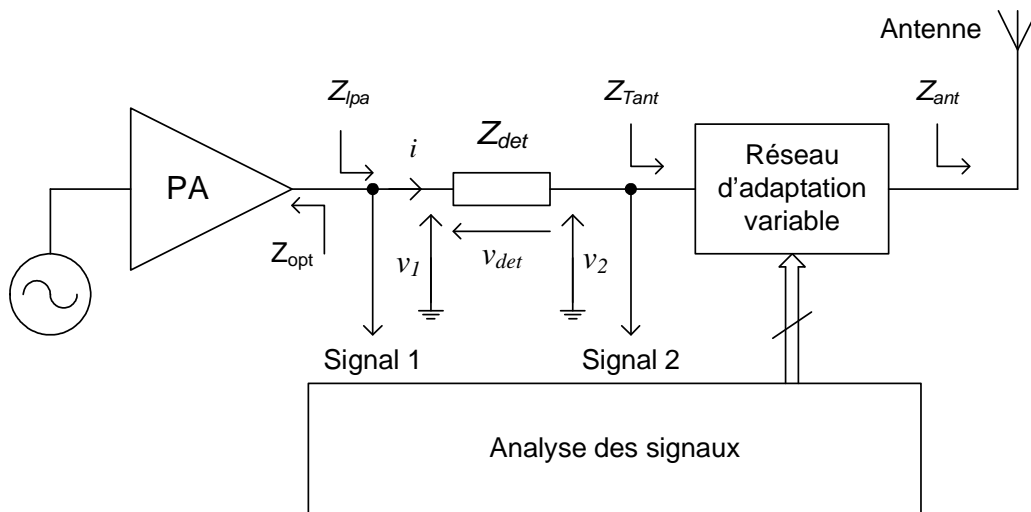 Antenne
Z_lpa
Z_Tant
Z_ant
i
Z_det
PA
Réseau
d'adaptation
variable
Z_opt
v_1
v_det
v_2
Signal 1
Signal 2
Analyse des signaux